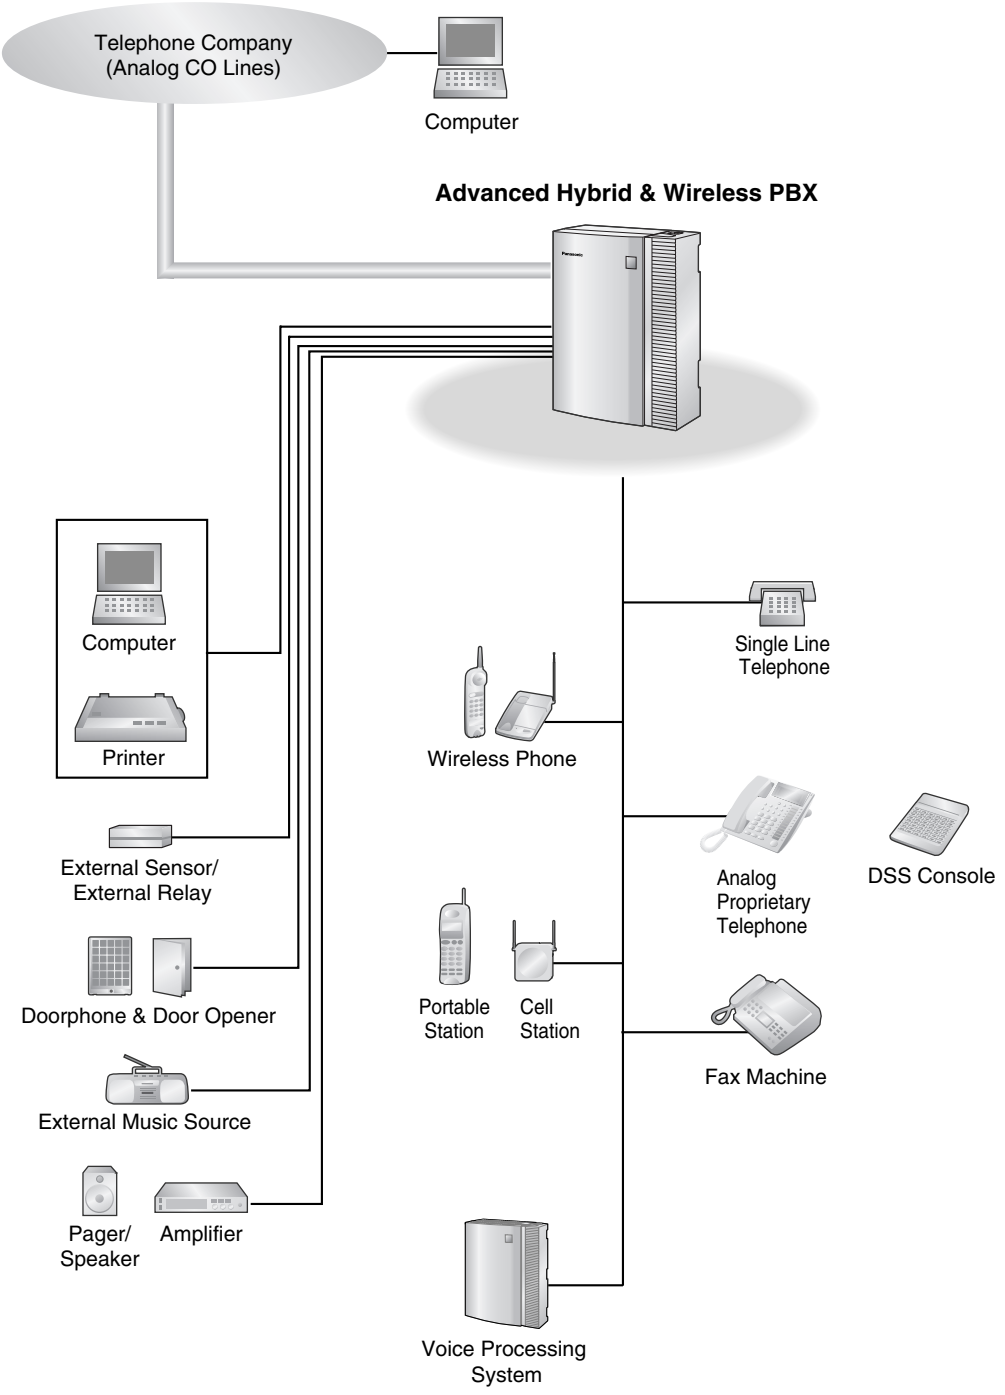 Telephone Company
(Analog CO Lines)
Computer
Advanced Hybrid & Wireless PBX
Panasonic
Computer
Printer
Single Line
Telephone
Wireless Phone
External Sensor/
External Relay
Analog
Proprietary
Telephone
DSS Console
Doorphone & Door Opener
Portable
Station
Cell
Station
Fax Machine
External Music Source
Pager/
Speaker
Amplifier
Voice Processing
System